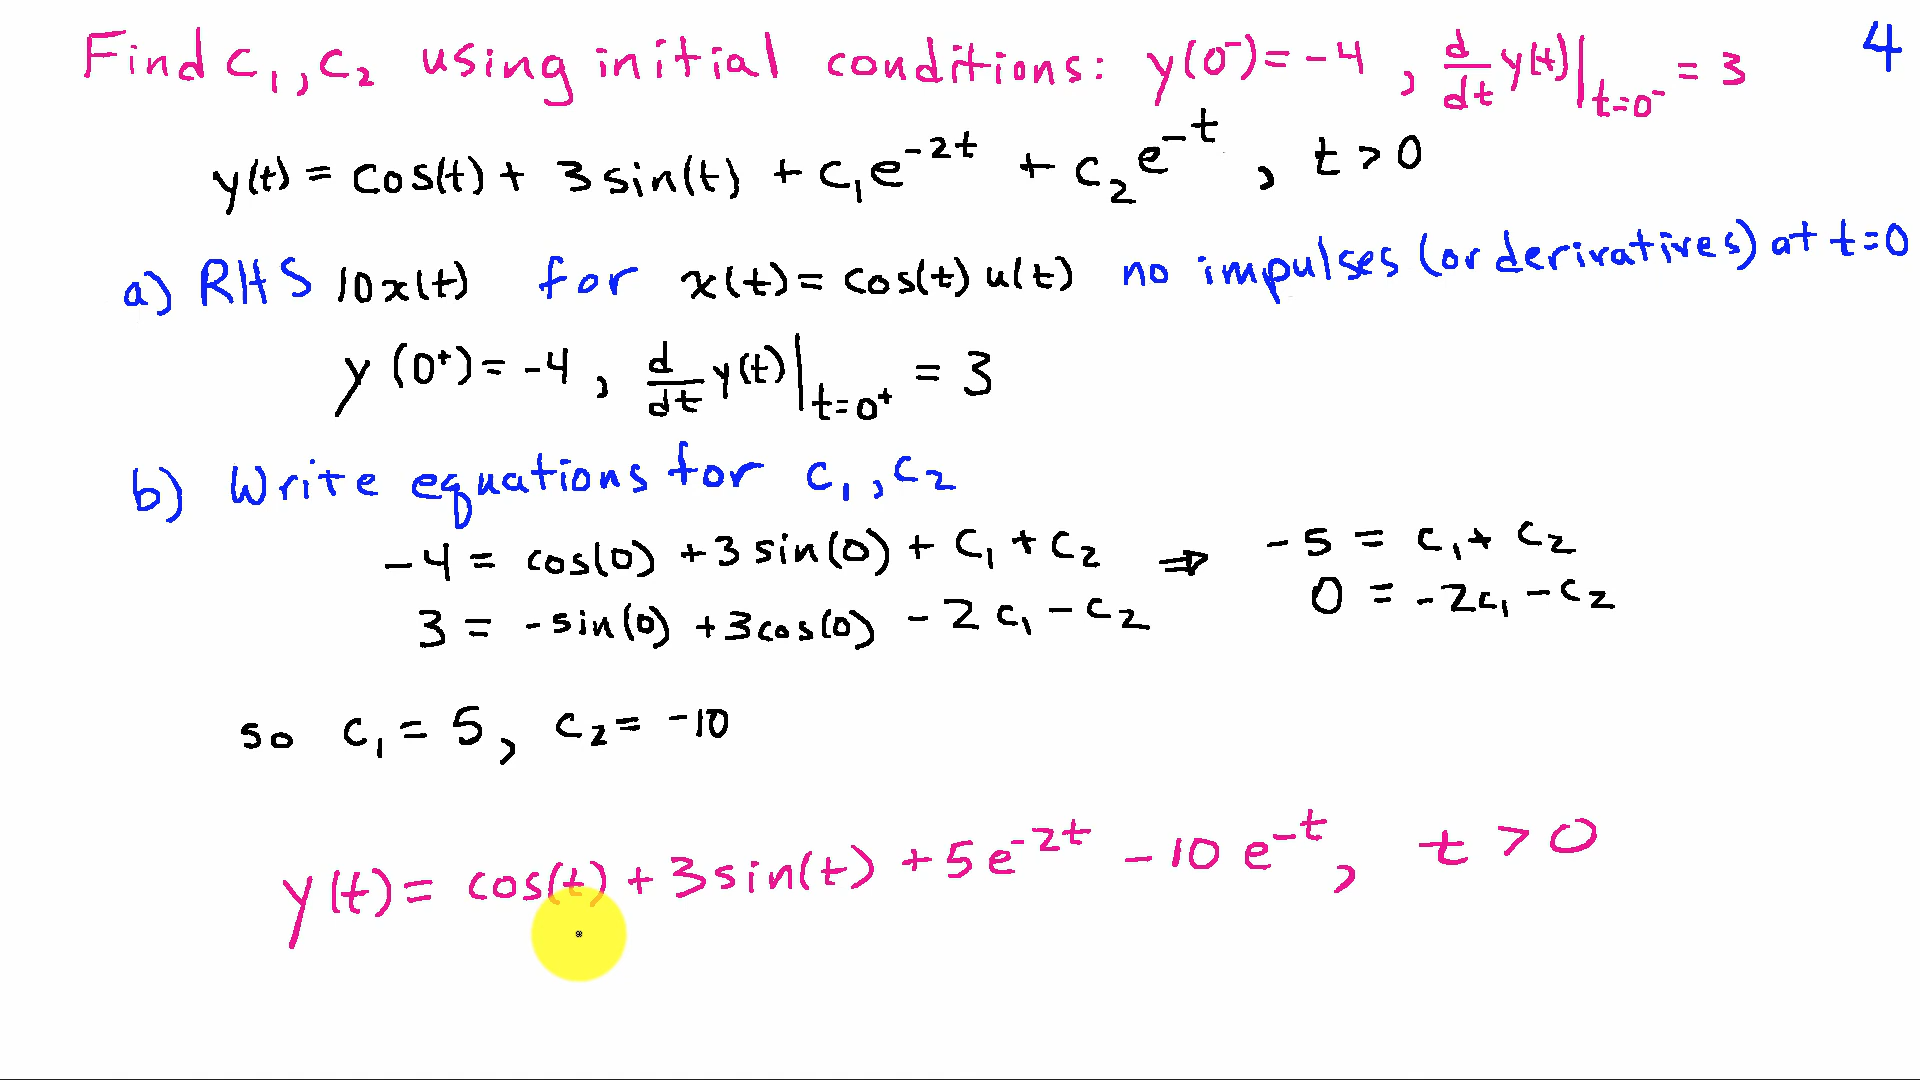 Find c₁, c₂ using initial conditions: y(0⁻) = -4, d/dt y(t)|ₜ₌₀⁻ = 3
4
y(t) = cos(t) + 3 sin(t) + c₁e⁻²ᵗ + c₂e⁻ᵗ, t > 0
a) RHS 10x(t) for x(t) = cos(t) u(t) no impulses (or derivatives) at t=0
y(0⁺) = -4, d/dt y(t)|ₜ₌₀⁺ = 3
b) Write equations for c₁, c₂
-4 = cos(0) + 3 sin(0) + c₁ + c₂ ⇒ -5 = c₁ + c₂
3 = -sin(0) + 3cos(0) - 2c₁ - c₂ 0 = -2c₁ - c₂
so c₁ = 5, c₂ = -10
y(t) = cos(t) + 3sin(t) + 5e⁻²ᵗ - 10e⁻ᵗ, t > 0